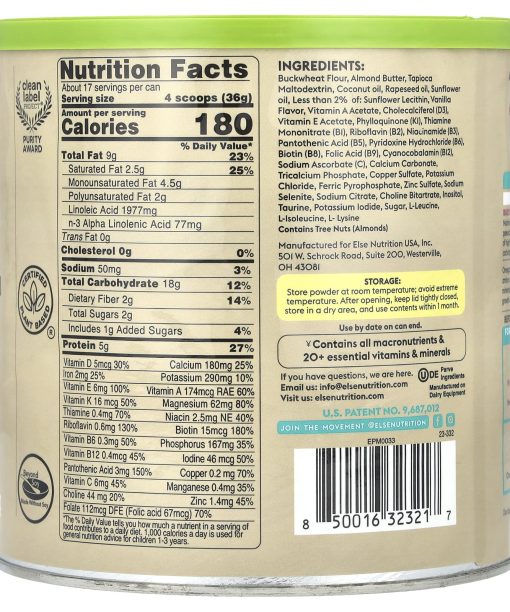 clean
label
PROJECT
PURITY
AWARD
CERTIFIED
PLANT BASED
Beyond
Soy
Made Without Soy
Nutrition Facts
About 17 servings per can
Serving size 4 scoops (36g)
Amount per serving
Calories 180
% Daily Value*
Total Fat 9g 23%
Saturated Fat 2.5g 25%
Monounsaturated Fat 4.5g
Polyunsaturated Fat 2g
Linoleic Acid 1977mg
n-3 Alpha Linolenic Acid 77mg
Trans Fat 0g
Cholesterol 0g 0%
Sodium 50mg 3%
Total Carbohydrate 18g 12%
Dietary Fiber 2g 14%
Total Sugars 2g
Includes 1g Added Sugars 4%
Protein 5g 27%
Vitamin D 5mcg 30% Calcium 180mg 25%
Iron 2mg 25% Potassium 290mg 10%
Vitamin E 6mg 100% Vitamin A 174mcg RAE 60%
Vitamin K 16 mcg 50% Magnesium 62mg 80%
Thiamine 0.4mg 70% Niacin 2.5mg NE 40%
Riboflavin 0.6mg 130% Biotin 15mcg 180%
Vitamin B6 0.3mg 50% Phosphorus 167mg 35%
Vitamin B12 0.4mcg 45% Iodine 46 mcg 50%
Pantothenic Acid 3mg 150% Copper 0.2 mg 70%
Vitamin C 6mg 45% Manganese 0.4mg 35%
Choline 44 mg 20% Zinc 1.4mg 45%
Folate 112mcg DFE (Folic acid 67mcg) 70%
*The % Daily Value tells you how much a nutrient in a serving of
food contributes to a daily diet. 1,000 calories a day is used for
general nutrition advice for children 1-3 years.
INGREDIENTS:
Buckwheat Flour, Almond Butter, Tapioca
Maltodextrin, Coconut oil, Rapeseed oil, Sunflower
oil, Less than 2% of: Sunflower Lecithin, Vanilla
Flavor, Vitamin A Acetate, Cholecalciferol (D3),
Vitamin E Acetate, Phylloquinone (K1), Thiamine
Mononitrate (B1), Riboflavin (B2), Niacinamide (B3),
Pantothenic Acid (B5), Pyridoxine Hydrochloride (B6),
Biotin (B8), Folic Acid (B9), Cyanocobalamin (B12),
Sodium Ascorbate (C), Calcium Carbonate,
Tricalcium Phosphate, Copper Sulfate, Potassium
Chloride, Ferric Pyrophosphate, Zinc Sulfate, Sodium
Selenite, Sodium Citrate, Choline Bitartrate, Inositol,
Taurine, Potassium Iodide, Sugar, L-Leucine,
L-Isoleucine, L- Lysine
Contains Tree Nuts (Almonds)
Manufactured for Else Nutrition USA, Inc.
501 W. Schrock Road, Suite 200, Westerville,
OH 43081
STORAGE:
Store powder at room temperature; avoid extreme
temperature. After opening, keep lid tightly closed,
store in a dry area, and use contents within 1 month.
Use by date on can end.
¥ Contains all macronutrients &
20+ essential vitamins & minerals
If you have questions, we are here.
Email us: info@elsenutrition.com
Visit us: elsenutrition.com
U DE Parve
Ingredients
Manufactured on
Dairy Equipment
U.S. PATENT NO. 9,687,012
JOIN THE MOVEMENT @ELSENUTRITION
22-332
EPM0033
8 50016 32321 7